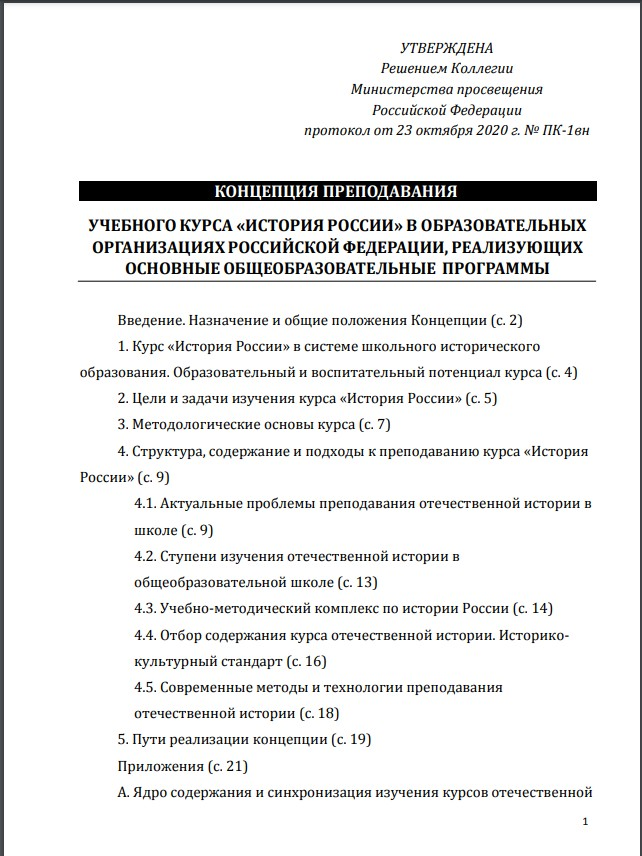 УТВЕРЖДЕНА
Решением Коллегии
Министерства просвещения
Российской Федерации
протокол от 23 октября 2020 г. № ПК-1вн
КОНЦЕПЦИЯ ПРЕПОДАВАНИЯ
УЧЕБНОГО КУРСА «ИСТОРИЯ РОССИИ» В ОБРАЗОВАТЕЛЬНЫХ
ОРГАНИЗАЦИЯХ РОССИЙСКОЙ ФЕДЕРАЦИИ, РЕАЛИЗУЮЩИХ
ОСНОВНЫЕ ОБЩЕОБРАЗОВАТЕЛЬНЫЕ ПРОГРАММЫ
Введение. Назначение и общие положения Концепции (с. 2)
1. Курс «История России» в системе школьного исторического
образования. Образовательный и воспитательный потенциал курса (с. 4)
2. Цели и задачи изучения курса «История России» (с. 5)
3. Методологические основы курса (с. 7)
4. Структура, содержание и подходы к преподаванию курса «История
России» (с. 9)
4.1. Актуальные проблемы преподавания отечественной истории в
школе (с. 9)
4.2. Ступени изучения отечественной истории в
общеобразовательной школе (с. 13)
4.3. Учебно-методический комплекс по истории России (с. 14)
4.4. Отбор содержания курса отечественной истории. Историко-
культурный стандарт (с. 16)
4.5. Современные методы и технологии преподавания
отечественной истории (с. 18)
5. Пути реализации концепции (с. 19)
Приложения (с. 21)
А. Ядро содержания и синхронизация изучения курсов отечественной
1